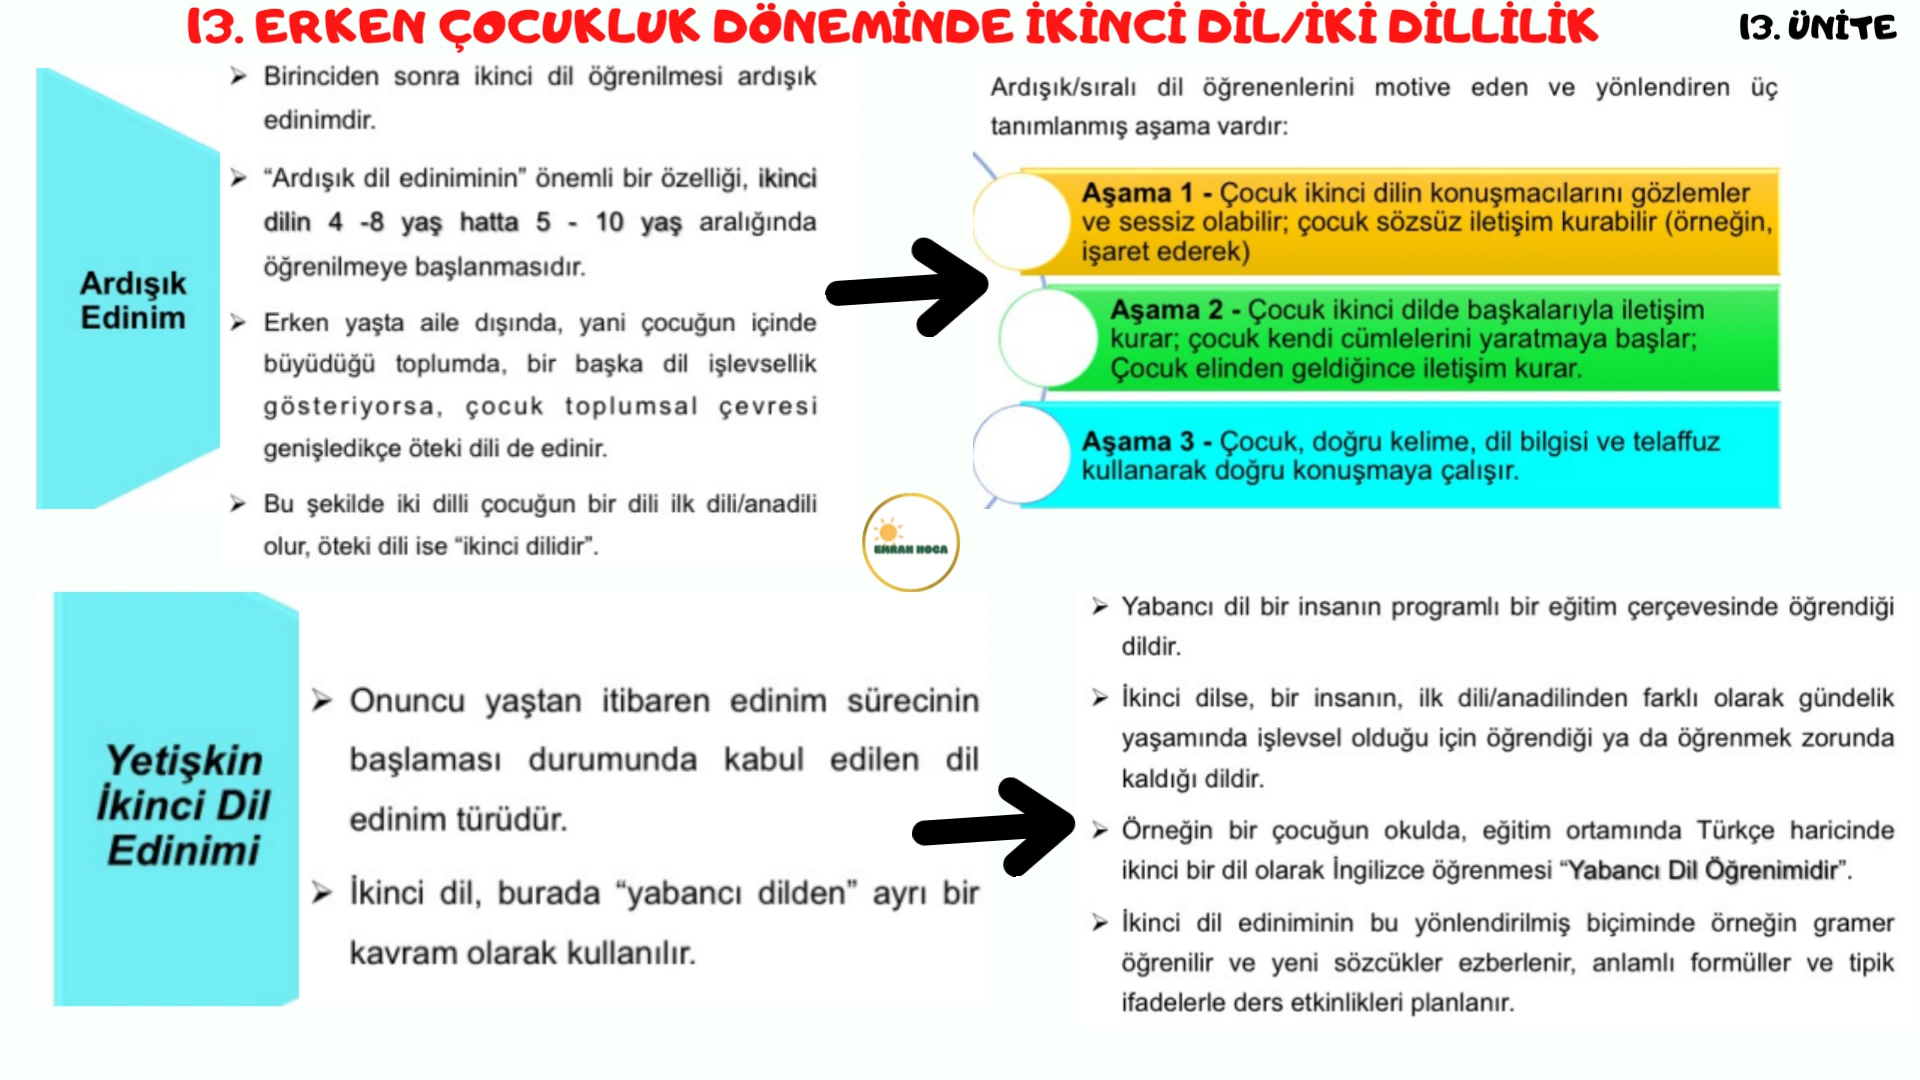 13. ERKEN ÇOCUKLUK DÖNEMİNDE İKİNCİ DİL/İKİ DİLLİLİK
13. ÜNİTE
Ardışık
Edinim
Birinciden sonra ikinci dil öğrenilmesi ardışık
edinimdir.
“Ardışık dil ediniminin” önemli bir özelliği, ikinci
dilin 4 -8 yaş hatta 5 - 10 yaş aralığında
öğrenilmeye başlanmasıdır.
Erken yaşta aile dışında, yani çocuğun içinde
büyüdüğü toplumda, bir başka dil işlevsellik
gösteriyorsa, çocuk toplumsal çevresi
genişledikçe öteki dili de edinir.
Bu şekilde iki dilli çocuğun bir dili ilk dili/anadili
olur, öteki dili ise “ikinci dilidir”.
Ardışık/sıralı dil öğrenenlerini motive eden ve yönlendiren üç
tanımlanmış aşama vardır:
Aşama 1 - Çocuk ikinci dilin konuşmacılarını gözlemler
ve sessiz olabilir; çocuk sözsüz iletişim kurabilir (örneğin,
işaret ederek)
Aşama 2 - Çocuk ikinci dilde başkalarıyla iletişim
kurar; çocuk kendi cümlelerini yaratmaya başlar;
Çocuk elinden geldiğince iletişim kurar.
Aşama 3 - Çocuk, doğru kelime, dil bilgisi ve telaffuz
kullanarak doğru konuşmaya çalışır.
EMRAH HOCA
Yetişkin
İkinci Dil
Edinimi
Onuncu yaştan itibaren edinim sürecinin
başlaması durumunda kabul edilen dil
edinim türüdür.
İkinci dil, burada “yabancı dilden” ayrı bir
kavram olarak kullanılır.
Yabancı dil bir insanın programlı bir eğitim çerçevesinde öğrendiği
dildir.
İkinci dilse, bir insanın, ilk dili/anadilinden farklı olarak gündelik
yaşamında işlevsel olduğu için öğrendiği ya da öğrenmek zorunda
kaldığı dildir.
Örneğin bir çocuğun okulda, eğitim ortamında Türkçe haricinde
ikinci bir dil olarak İngilizce öğrenmesi “Yabancı Dil Öğrenimidir”.
İkinci dil ediniminin bu yönlendirilmiş biçiminde örneğin gramer
öğrenilir ve yeni sözcükler ezberlenir, anlamlı formüller ve tipik
ifadelerle ders etkinlikleri planlanır.